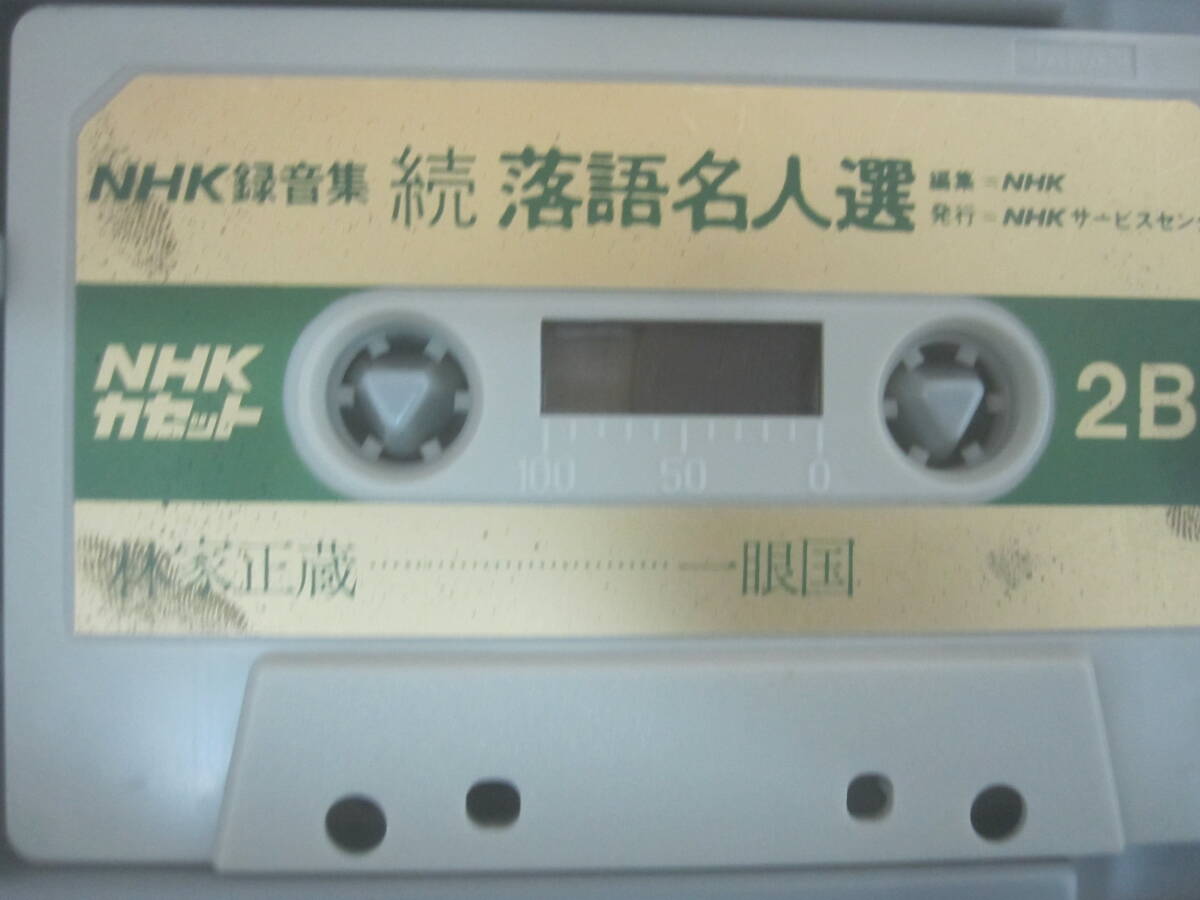 NHK録音集 続 落語名人選
編集＝NHK
発行＝NHKサービスセン
NHK
カセット
2B
100 50 0
林家正蔵……………………一眼国